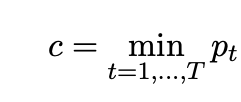 c = min_{t=1,...,T} p_t